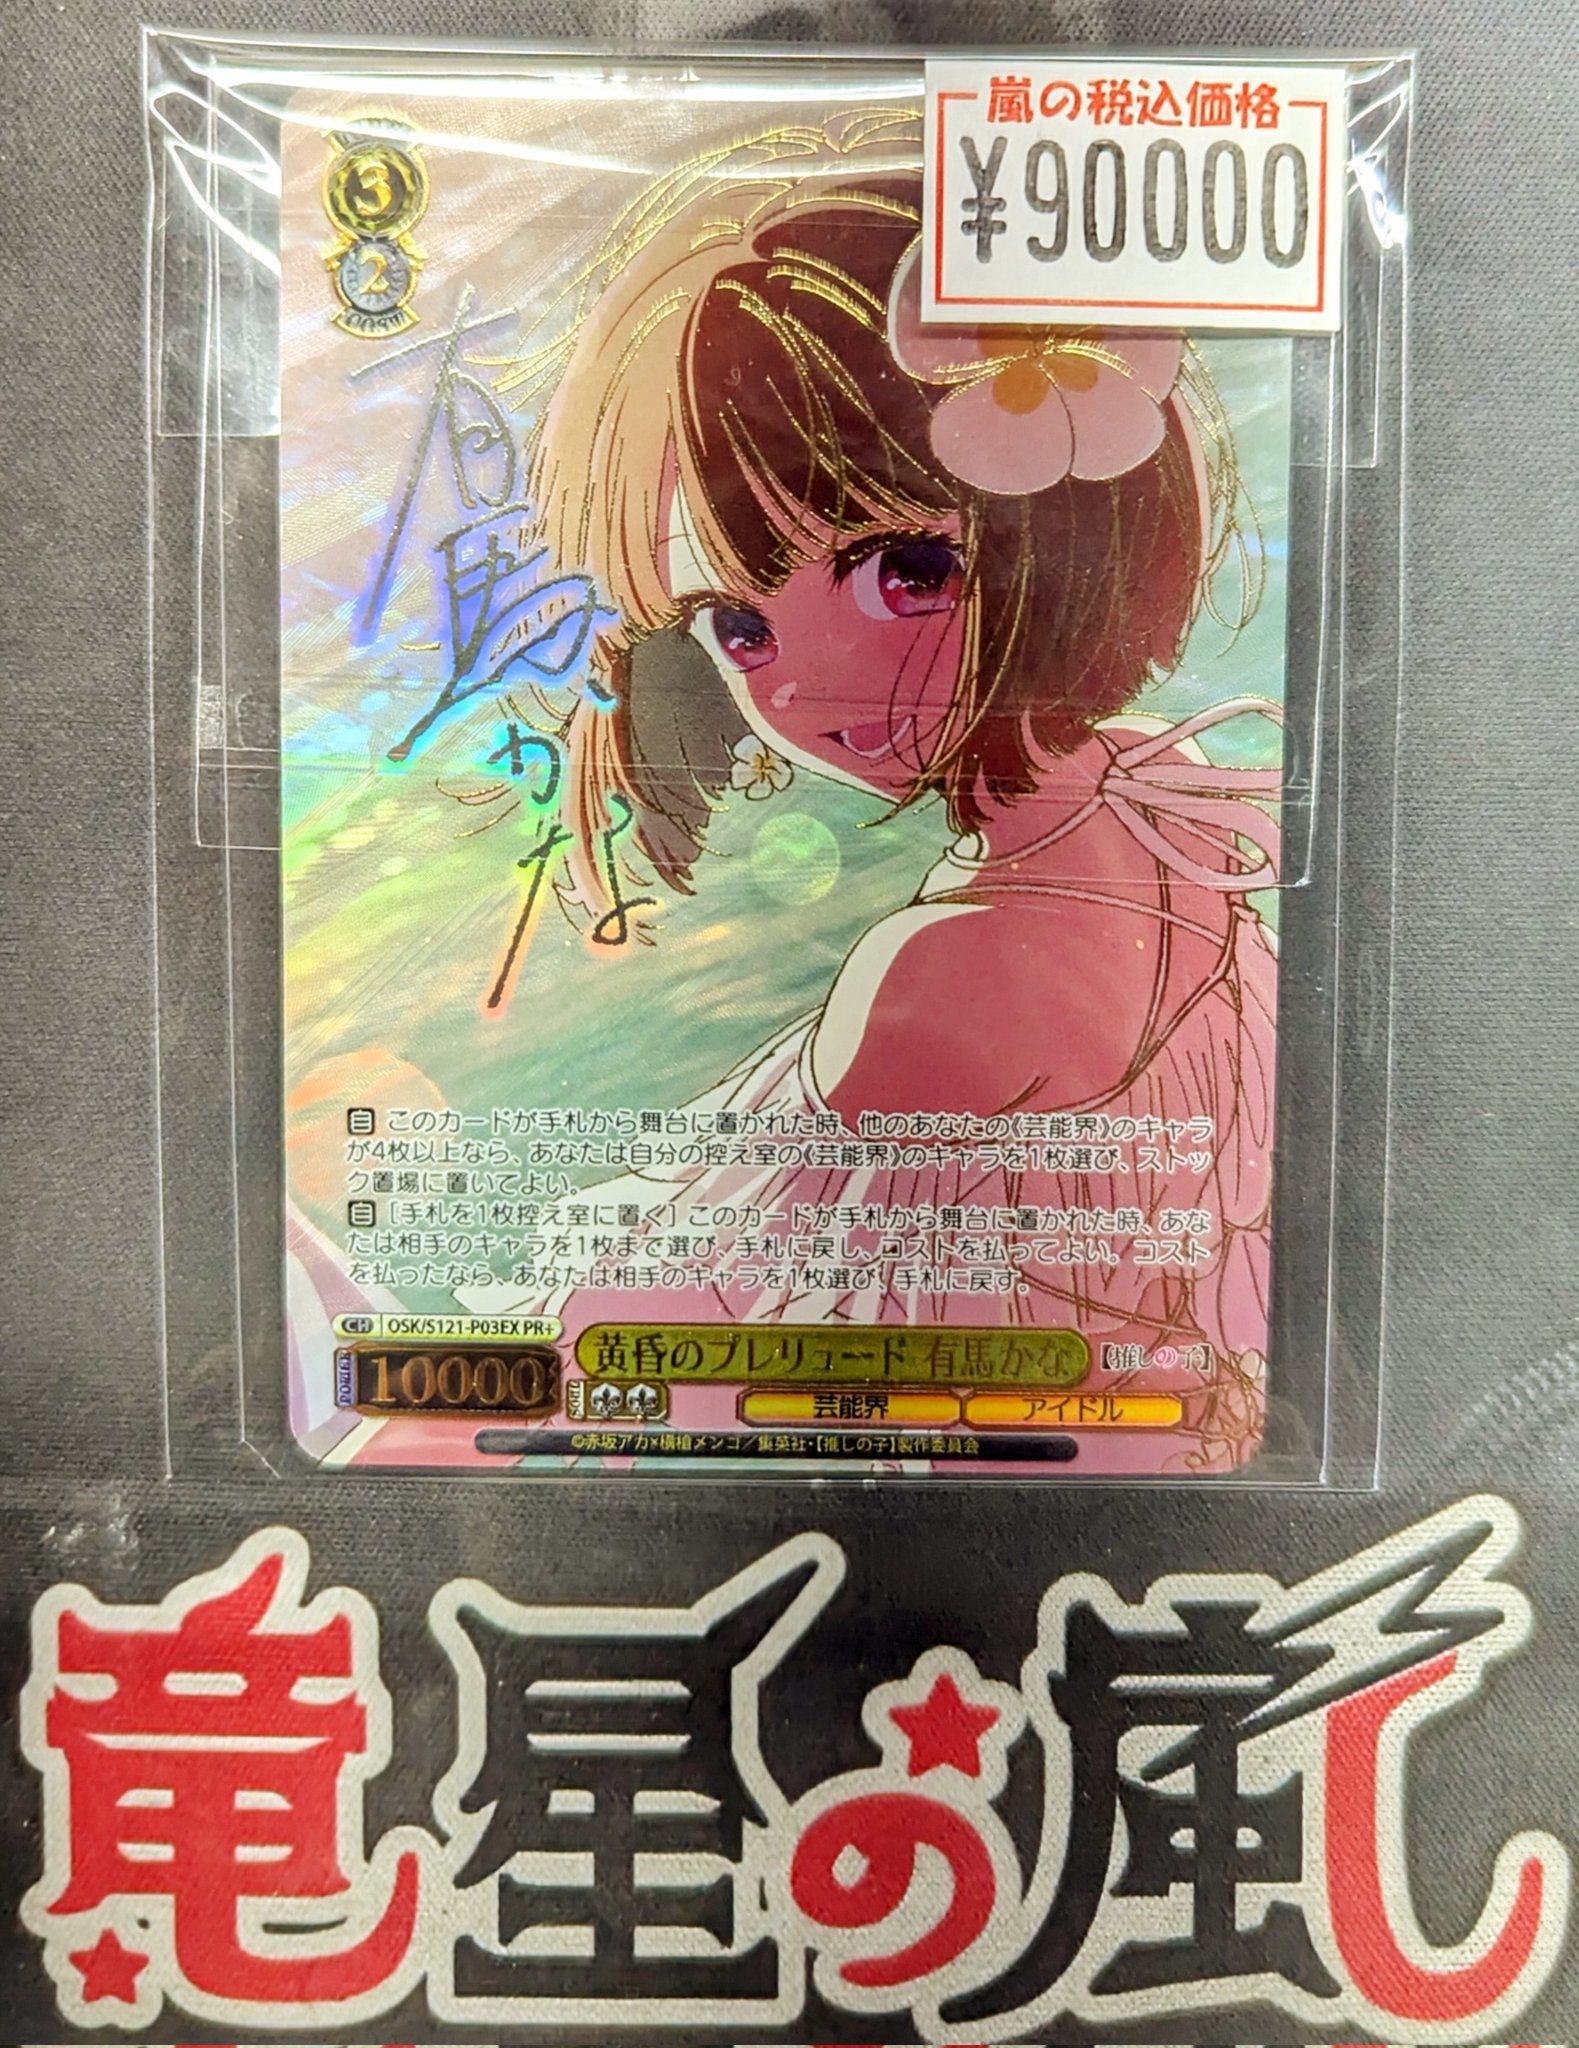 嵐の税込価格
¥90000
3
2
有馬かな
自 このカードが手札から舞台に置かれた時、他のあなたの《芸能界》のキャラ
が4枚以上なら、あなたは自分の控え室の《芸能界》のキャラを1枚選び、ストッ
ク置場に置いてよい。
自 [手札を1枚控え室に置く] このカードが手札から舞台に置かれた時、あな
たは相手のキャラを1枚まで選び、手札に戻し、コストを払ってよい。コスト
を払ったなら、あなたは相手のキャラを1枚選び、手札に戻す。
CH OSK/S121-P03EX PR+
黄昏のプレリュード 有馬かな 【推しの子】
10000
芸能界 アイドル
©赤坂アカ×横槍メンゴ/集英社・【推しの子】製作委員会
竜星の嵐